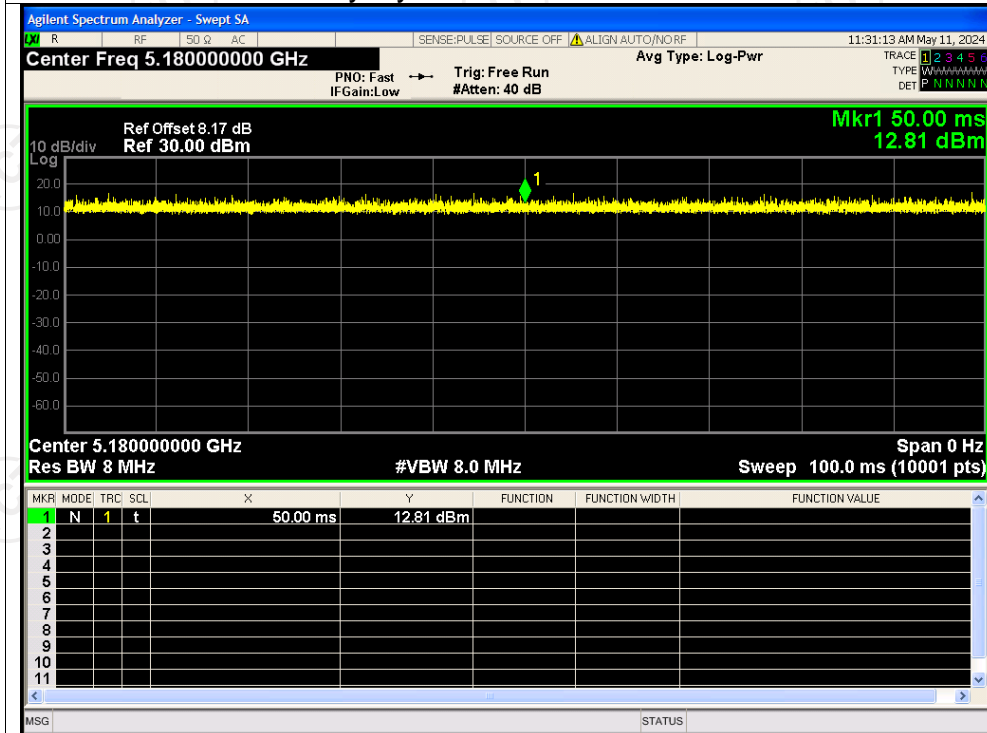 Agilent Spectrum Analyzer - Swept SA
LXI R RF 50 Ω AC SENSE:PULSE SOURCE OFF ALIGN AUTO/NO RF 11:31:13 AM May 11, 2024
Center Freq 5.180000000 GHz Avg Type: Log-Pwr TRACE 1 2 3 4 5 6
PNO: Fast Trig: Free Run TYPE WWWWWW
IFGain:Low #Atten: 40 dB DET P N N N N N
Mkr1 50.00 ms
Ref Offset 8.17 dB
10 dB/div Ref 30.00 dBm 12.81 dBm
Log
20.0
1
10.0
0.00
-10.0
-20.0
-30.0
-40.0
-50.0
-60.0
Center 5.180000000 GHz Span 0 Hz
Res BW 8 MHz #VBW 8.0 MHz Sweep 100.0 ms (10001 pts)
MKR MODE TRC SCL X Y FUNCTION FUNCTION WIDTH FUNCTION VALUE
1 N 1 t 50.00 ms 12.81 dBm
2
3
4
5
6
7
8
9
10
11
MSG STATUS